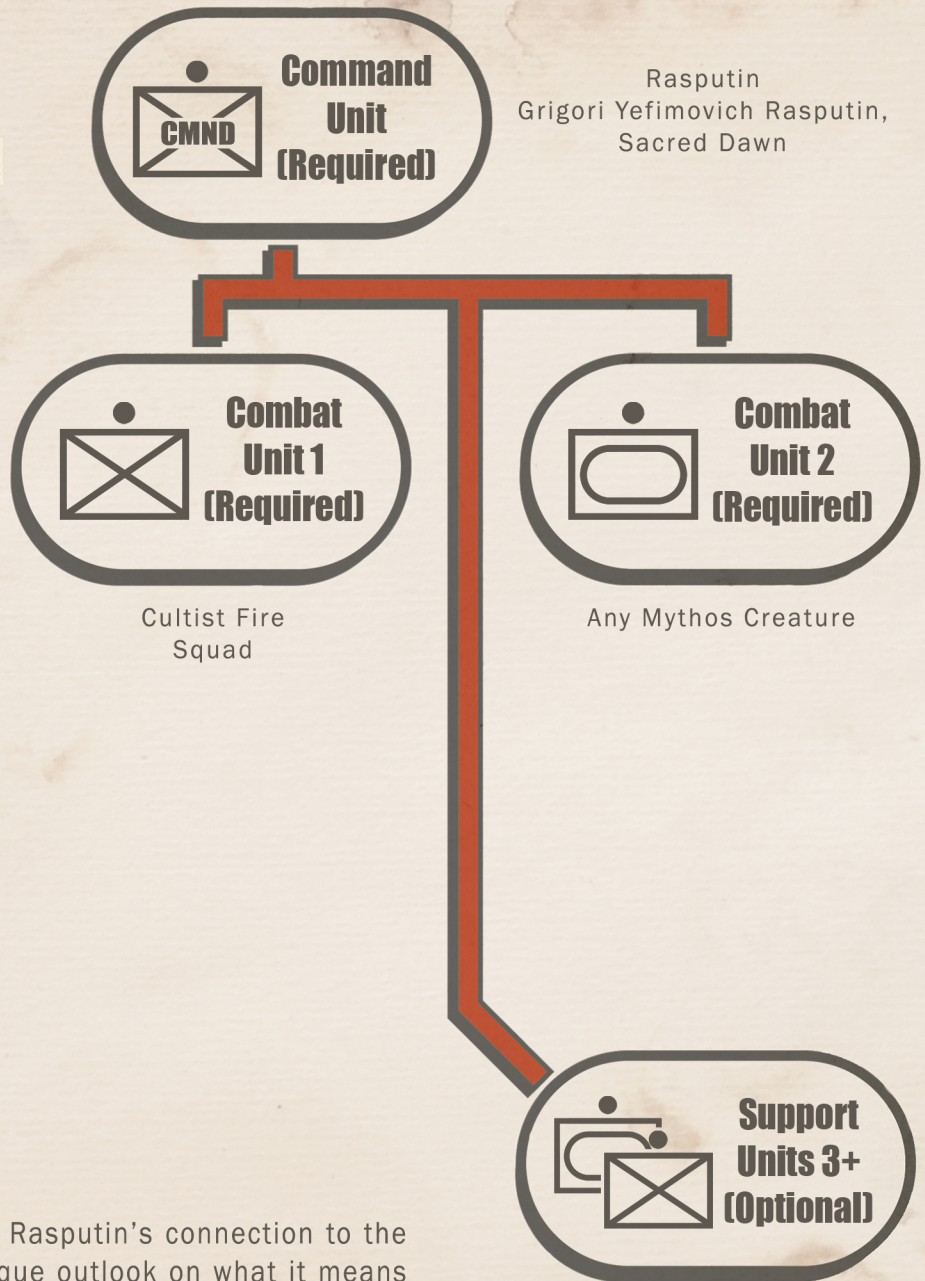 Command
Unit
(Required)
CMND
Rasputin
Grigori Yefimovich Rasputin,
Sacred Dawn
Combat
Unit 1
(Required)
Combat
Unit 2
(Required)
Cultist Fire
Squad
Any Mythos Creature
Support
Units 3+
(Optional)
Rasputin’s connection to the
outlook on what it means